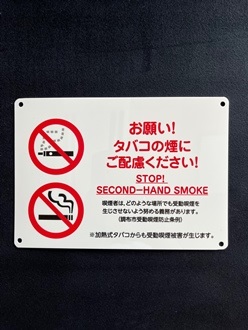 お願い!
タバコの煙に
ご配慮ください!
STOP!
SECOND-HAND SMOKE
喫煙者は、どのような場所でも受動喫煙を
生じさせないよう努める義務があります。
(調布市受動喫煙防止条例)
※加熱式タバコからも受動喫煙被害が生じます。